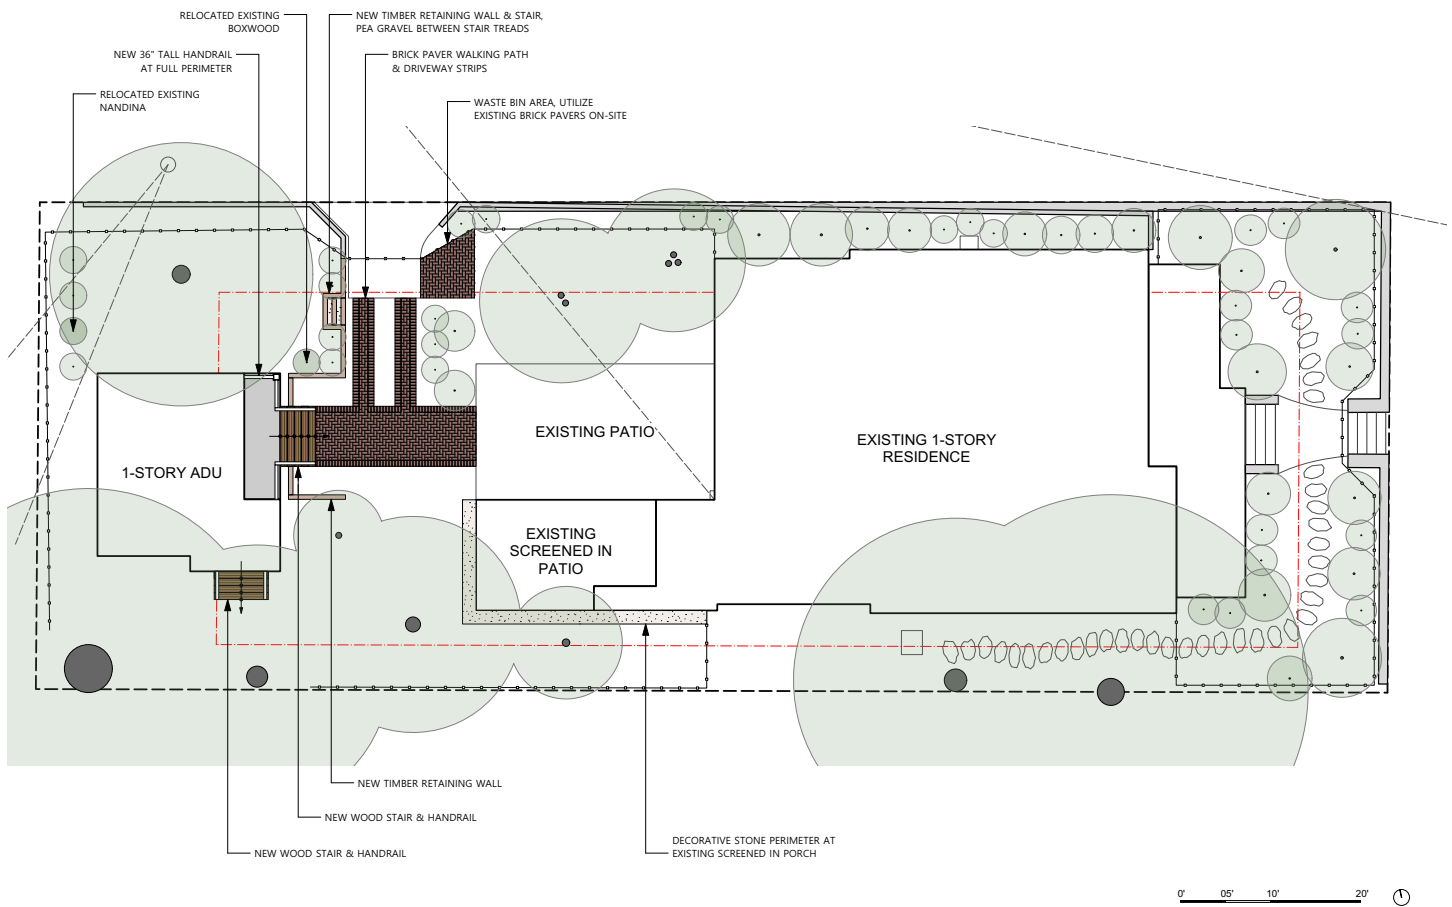 RELOCATED EXISTING
BOXWOOD
NEW TIMBER RETAINING WALL & STAIR,
PEA GRAVEL BETWEEN STAIR TREADS
NEW 36" TALL HANDRAIL
AT FULL PERIMETER
BRICK PAVER WALKING PATH
& DRIVEWAY STRIPS
RELOCATED EXISTING
NANDINA
WASTE BIN AREA, UTILIZE
EXISTING BRICK PAVERS ON-SITE
EXISTING PATIO
EXISTING 1-STORY
RESIDENCE
1-STORY ADU
EXISTING
SCREENED IN
PATIO
NEW TIMBER RETAINING WALL
NEW WOOD STAIR & HANDRAIL
NEW WOOD STAIR & HANDRAIL
DECORATIVE STONE PERIMETER AT
EXISTING SCREENED IN PORCH
0' 05' 10' 20'